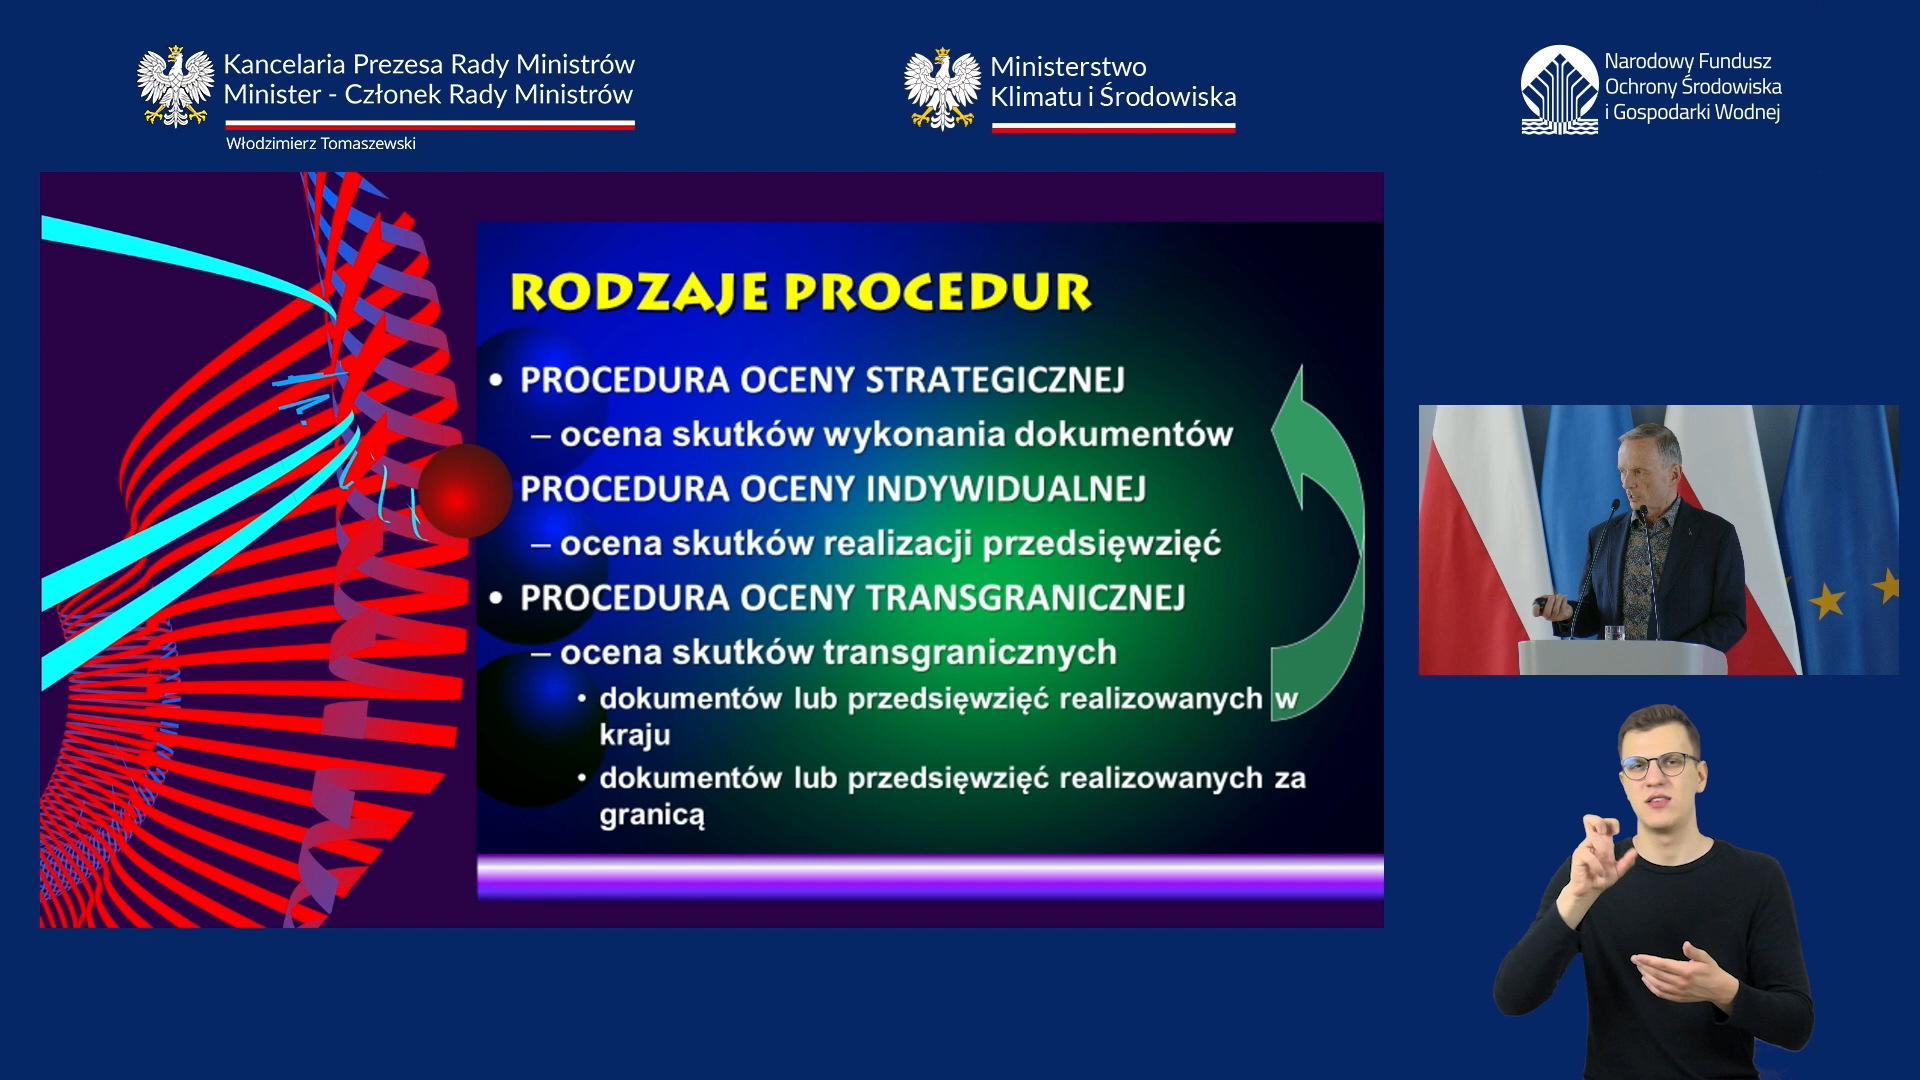 Kancelaria Prezesa Rady Ministrów
Minister - Członek Rady Ministrów
Włodzimierz Tomaszewski
Ministerstwo
Klimatu i Środowiska
Narodowy Fundusz
Ochrony Środowiska
i Gospodarki Wodnej
RODZAJE PROCEDUR
• PROCEDURA OCENY STRATEGICZNEJ
– ocena skutków wykonania dokumentów
PROCEDURA OCENY INDYWIDUALNEJ
– ocena skutków realizacji przedsięwzięć
• PROCEDURA OCENY TRANSGRANICZNEJ
– ocena skutków transgranicznych
• dokumentów lub przedsięwzięć realizowanych w
kraju
• dokumentów lub przedsięwzięć realizowanych za
granicą